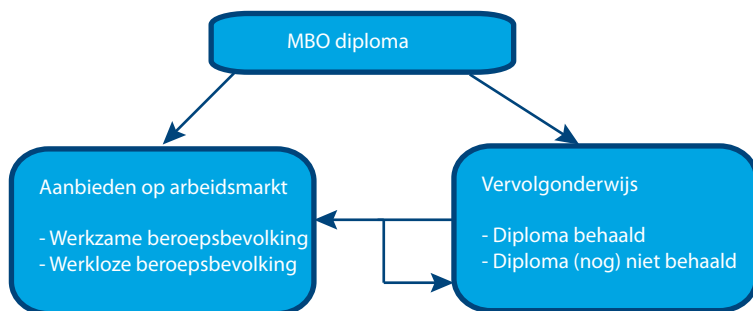 MBO diploma
Aanbieden op arbeidsmarkt
- Werkzame beroepsbevolking
- Werkloze beroepsbevolking
Vervolgonderwijs
- Diploma behaald
- Diploma (nog) niet behaald